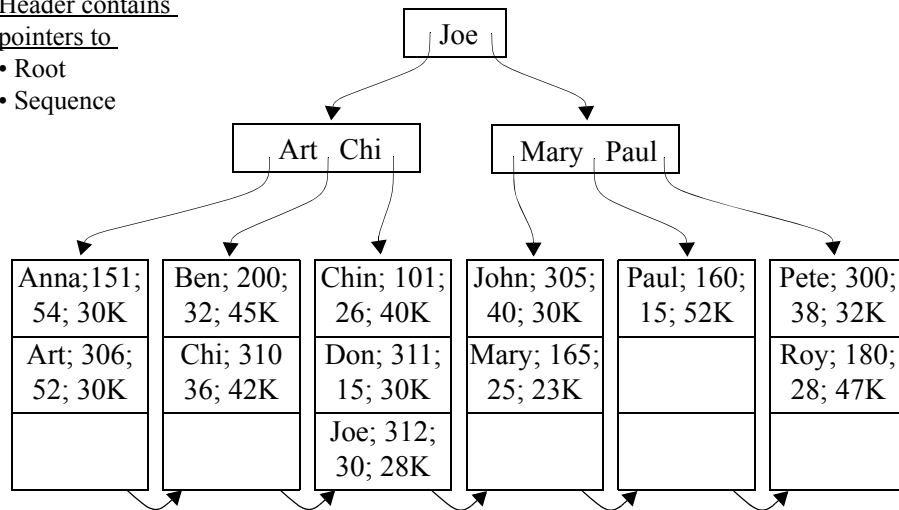 Header contains
pointers to
• Root
• Sequence
Joe
Art Chi
Mary Paul
Anna;151;
54; 30K
Art; 306;
52; 30K
Ben; 200;
32; 45K
Chi; 310
36; 42K
Chin; 101;
26; 40K
Don; 311;
15; 30K
Joe; 312;
30; 28K
John; 305;
40; 30K
Mary; 165;
25; 23K
Paul; 160;
15; 52K
Pete; 300;
38; 32K
Roy; 180;
28; 47K